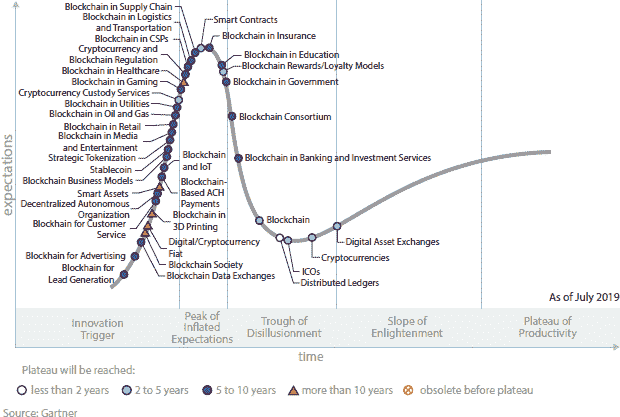 Blockchain in Supply Chain
Blockchain in Logistics
and Transportation
Blockchain in CSPs
Cryptocurrency and
Blockchain Regulation
Blockchain in Healthcare
Blockchain in Gaming
Cryptocurrency Custody Services
Blockchain in Utilities
Blockchain in Oil and Gas
Blockchain in Retail
Blockchain in Media
and Entertainment
Strategic Tokenization
Stablecoin
Blockchain Business Models
Smart Assets
Decentralized Autonomous
Organization
Blookhain for Customer
Service
Blookhain for Advertising
Blookhain for
Lead Generation
Smart Contracts
Blockchain in Insurance
Blockchain in Education
Blockchain Rewards/Loyalty Models
Blockchain in Government
Blockchain Consortium
Blockchain in Banking and Investment Services
Blockchain
and IoT
Blockchain-
Based ACH
Payments
Blockchain in
3D Printing
Digital/Cryptocurrency
Fiat
Blockchain Society
Blockchain Data Exchanges
Blockchain
Digital Asset Exchanges
Cryptocurrencies
ICOs
Distributed Ledgers
expectations
As of July 2019
Innovation
Trigger
Peak of
Inflated
Expectations
Trough of
Disillusionment
Slope of
Enlightenment
Plateau of
Productivity
time
Plateau will be reached:
less than 2 years
2 to 5 years
5 to 10 years
more than 10 years
obsolete before plateau
Source: Gartner